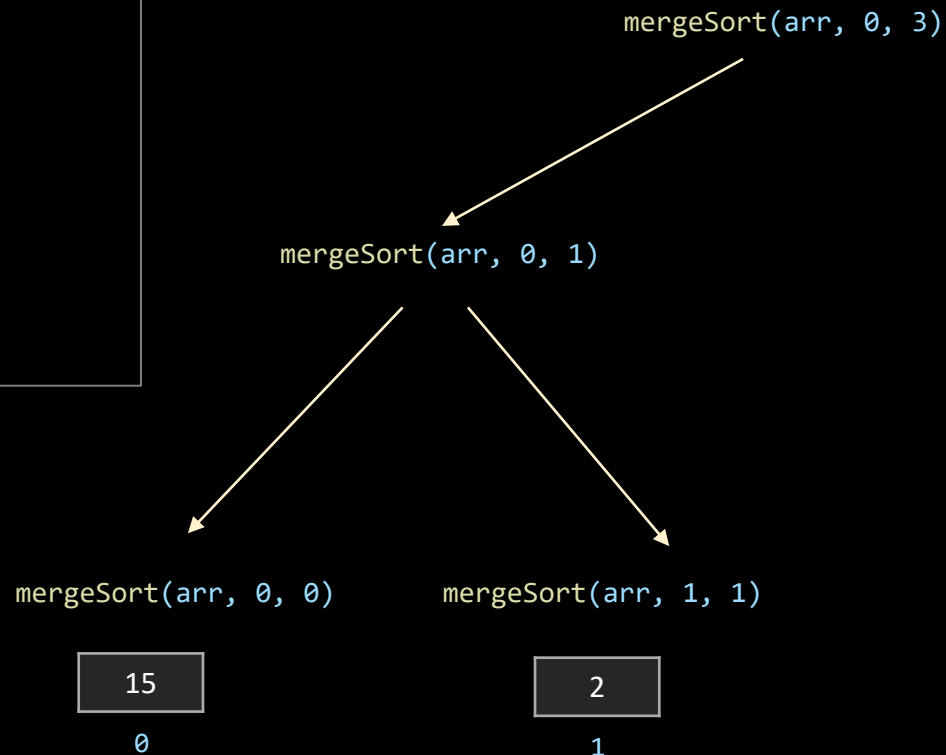 mergeSort(arr, 0, 3)
mergeSort(arr, 0, 1)
mergeSort(arr, 0, 0)
mergeSort(arr, 1, 1)
15
2
0
1